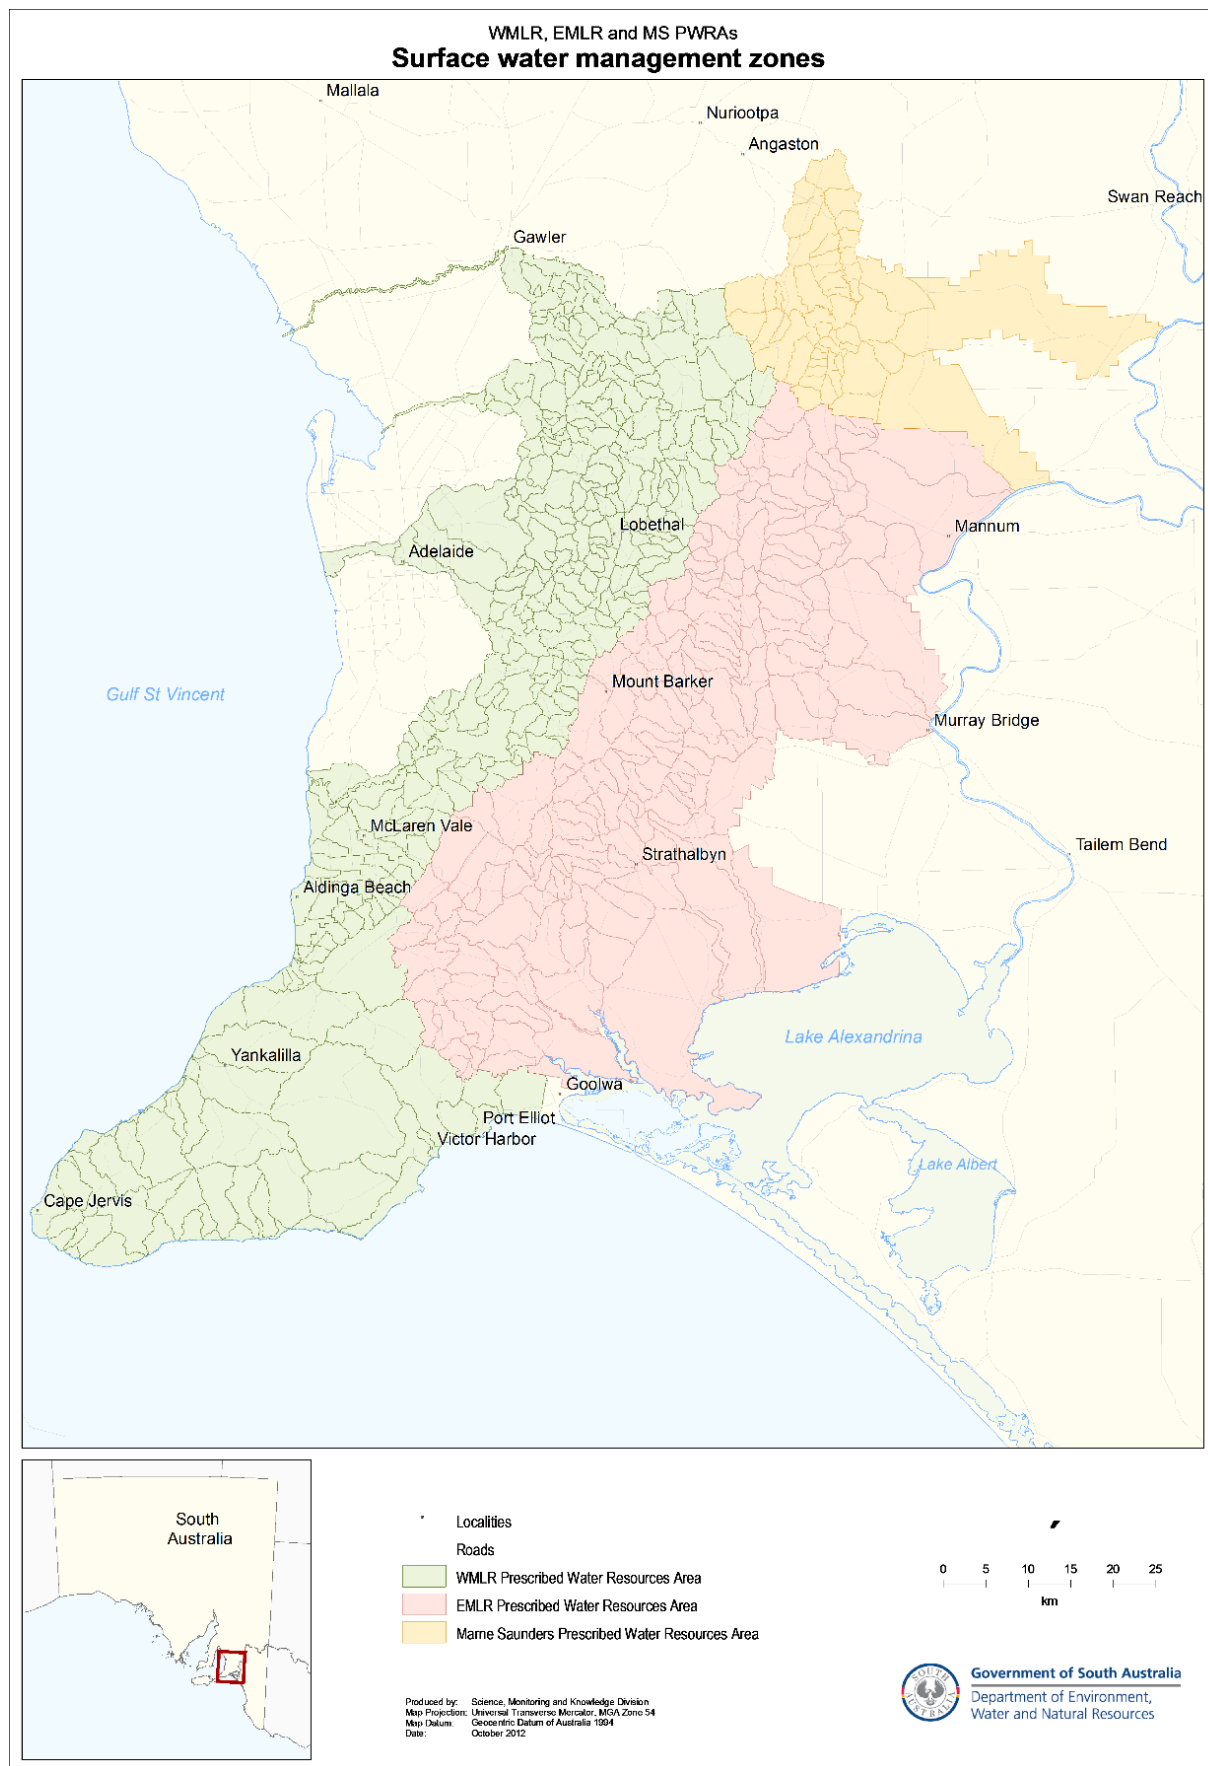 WMLR, EMLR and MS PWRAs
Surface water management zones
Mallala
Nuriootpa
Angaston
Swan Reach
Gawler
Lobethal
Mannum
Adelaide
Mount Barker
Gulf St Vincent
Murray Bridge
McLaren Vale
Tailem Bend
Strathalbyn
Aldinga Beach
Lake Alexandrina
Yankalilla
Goolwa
Port Elliot
Victor Harbor
Lake Albert
Cape Jervis
South
Australia
Localities
Roads
WMLR Prescribed Water Resources Area
EMLR Prescribed Water Resources Area
Marne Saunders Prescribed Water Resources Area
0 5 10 15 20 25
km
Government of South Australia
Department of Environment,
Water and Natural Resources
SOUTH AUSTRALIA
Produced by: Science, Monitoring and Knowledge Division
Map Projection: Universal Transverse Mercator, MGA Zone 54
Map Datum: Geocentric Datum of Australia 1994
Date: October 2012